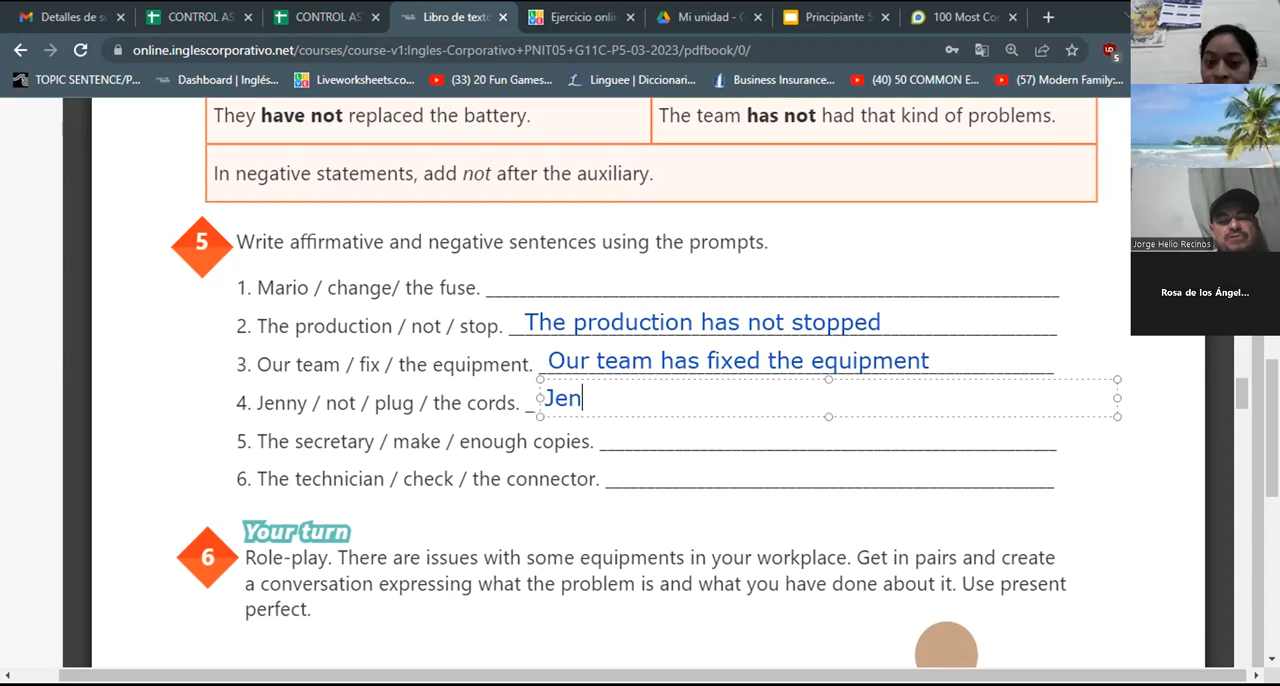 Detalles de su
CONTROL AS
CONTROL AS
Libro de texto
Ejercicio onlin
Mi unidad - G
Principiante 5
100 Most Co
online.inglescorporativo.net/courses/course-v1:Ingles-Corporativo+PNIT05+G11C-P5-03-2023/pdfbook/0/
5
TOPIC SENTENCE/P...
Dashboard | Inglés...
Liveworksheets.co...
(33) 20 Fun Games...
Linguee | Diccionari...
Business Insurance...
(40) 50 COMMON E...
(57) Modern Family:...
They have not replaced the battery.
The team has not had that kind of problems.
In negative statements, add not after the auxiliary.
5 Write affirmative and negative sentences using the prompts.
1. Mario / change/ the fuse.
2. The production / not / stop. The production has not stopped
3. Our team / fix / the equipment. Our team has fixed the equipment
4. Jenny / not / plug / the cords. Jen
5. The secretary / make / enough copies.
6. The technician / check / the connector.
Your turn
6 Role-play. There are issues with some equipments in your workplace. Get in pairs and create
a conversation expressing what the problem is and what you have done about it. Use present
perfect.
Jorge Helio Recinos
Rosa de los Ángel...